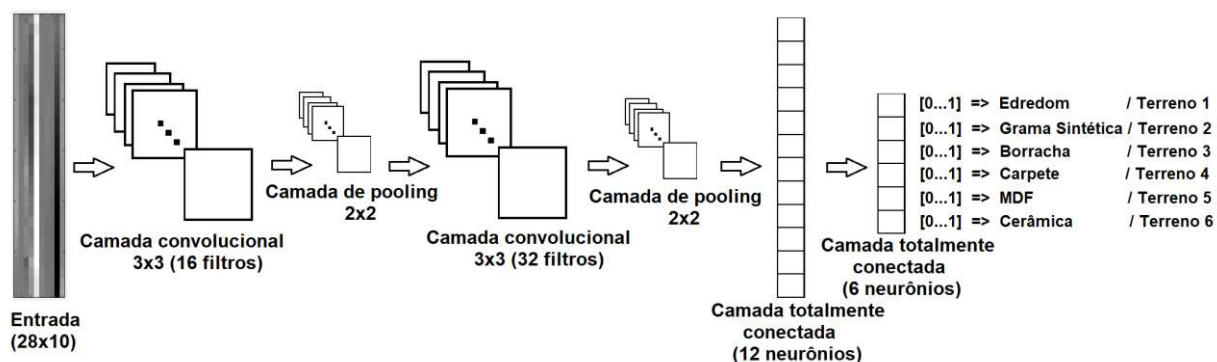 Entrada
(28x10)
Camada convolucional
3x3 (16 filtros)
Camada de pooling
2x2
Camada convolucional
3x3 (32 filtros)
Camada de pooling
2x2
Camada totalmente
conectada
(12 neurônios)
Camada totalmente
conectada
(6 neurônios)
[0...1] => Edredom / Terreno 1
[0...1] => Grama Sintética / Terreno 2
[0...1] => Borracha / Terreno 3
[0...1] => Carpete / Terreno 4
[0...1] => MDF / Terreno 5
[0...1] => Cerâmica / Terreno 6